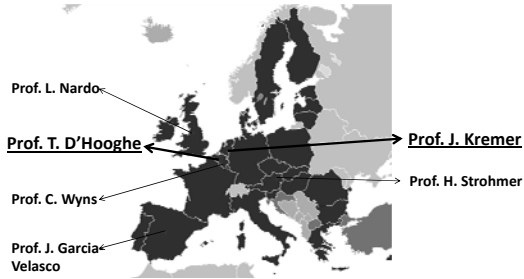 Prof. L. Nardo
Prof. T. D’Hooghe
Prof. J. Kremer
Prof. H. Strohmer
Prof. C. Wyns
Prof. J. Garcia
Velasco